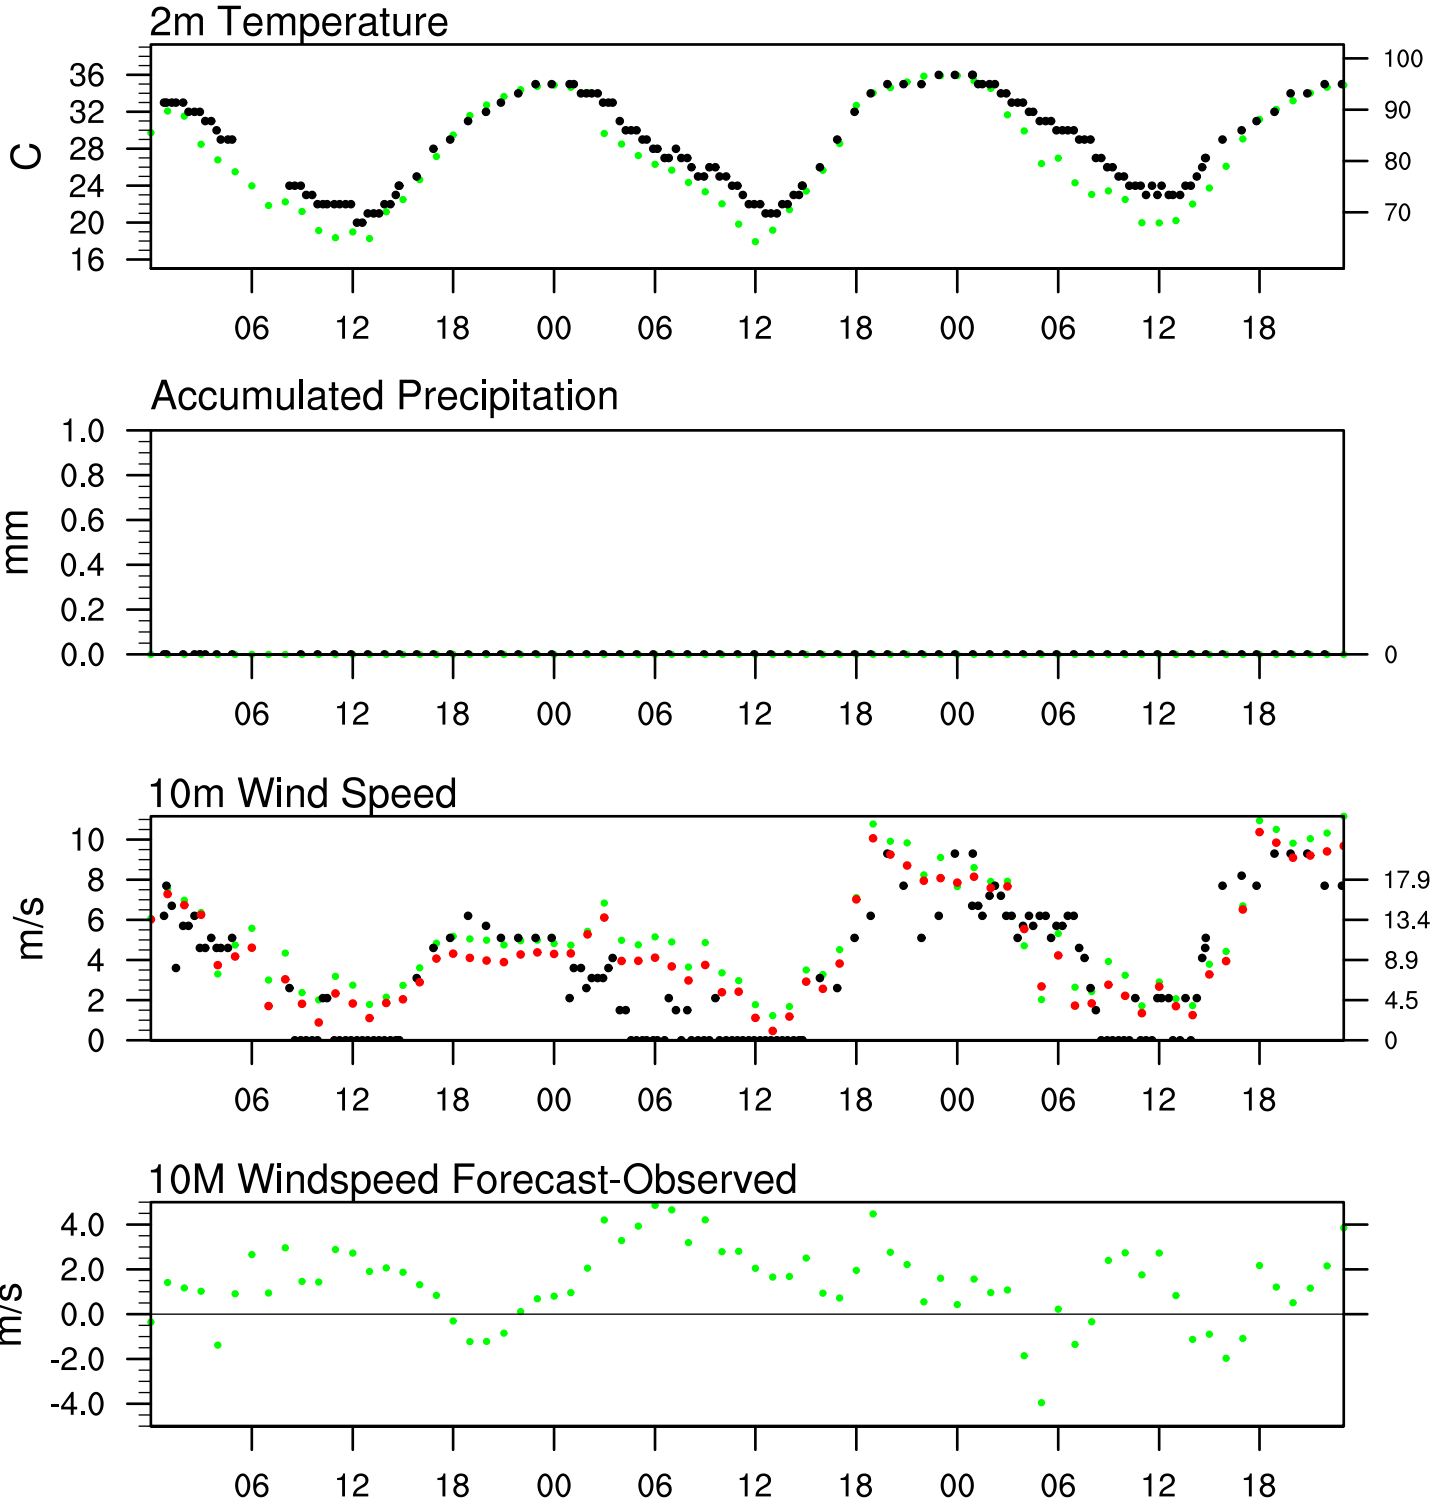 2m Temperature
36
32
28
24
20
16
C
100
90
80
70
06 12 18 00 06 12 18 00 06 12 18
Accumulated Precipitation
1.0
0.8
0.6
0.4
0.2
0.0
mm
0
06 12 18 00 06 12 18 00 06 12 18
10m Wind Speed
10
8
6
4
2
0
m/s
17.9
13.4
8.9
4.5
0
06 12 18 00 06 12 18 00 06 12 18
10M Windspeed Forecast-Observed
4.0
2.0
0.0
-2.0
-4.0
m/s
06 12 18 00 06 12 18 00 06 12 18